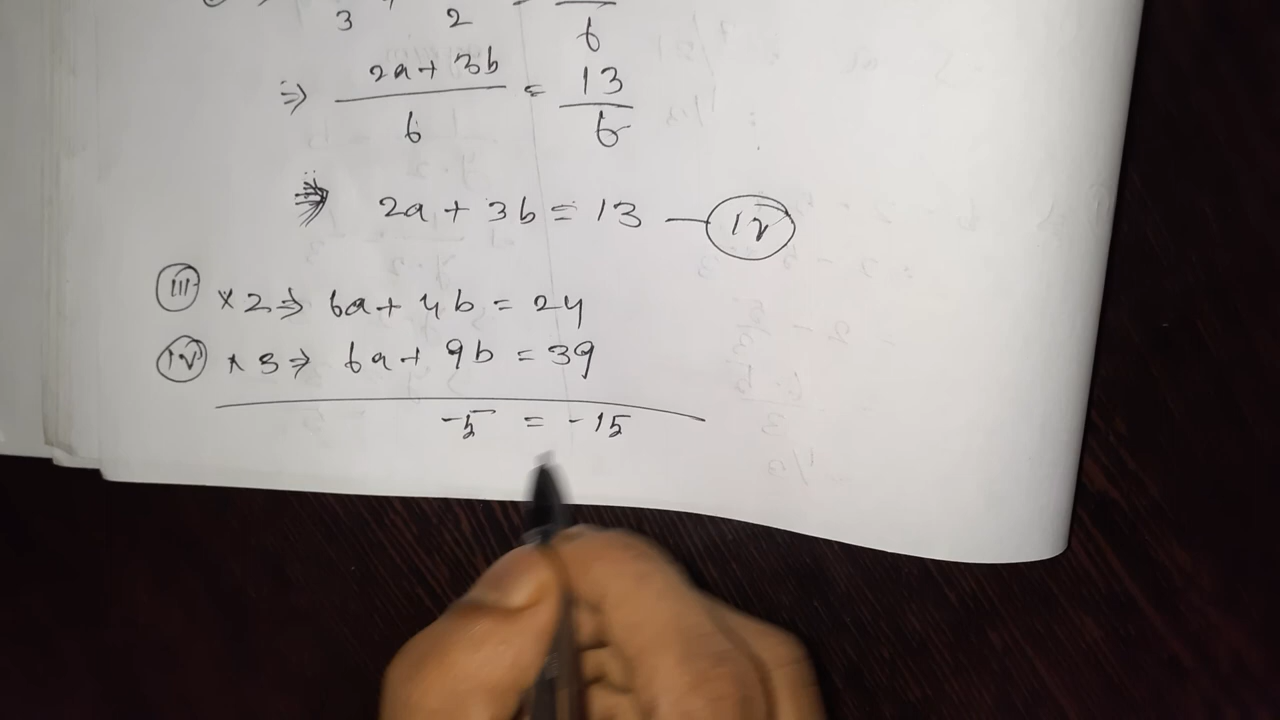 3 2 6
⇒ 2a + 3b / 6 = 13 / 6
⇒ 2a + 3b = 13 — (iv)
(iii) × 2 ⇒ 6a + 4b = 24
(iv) × 3 ⇒ 6a + 9b = 39
-5 = -15